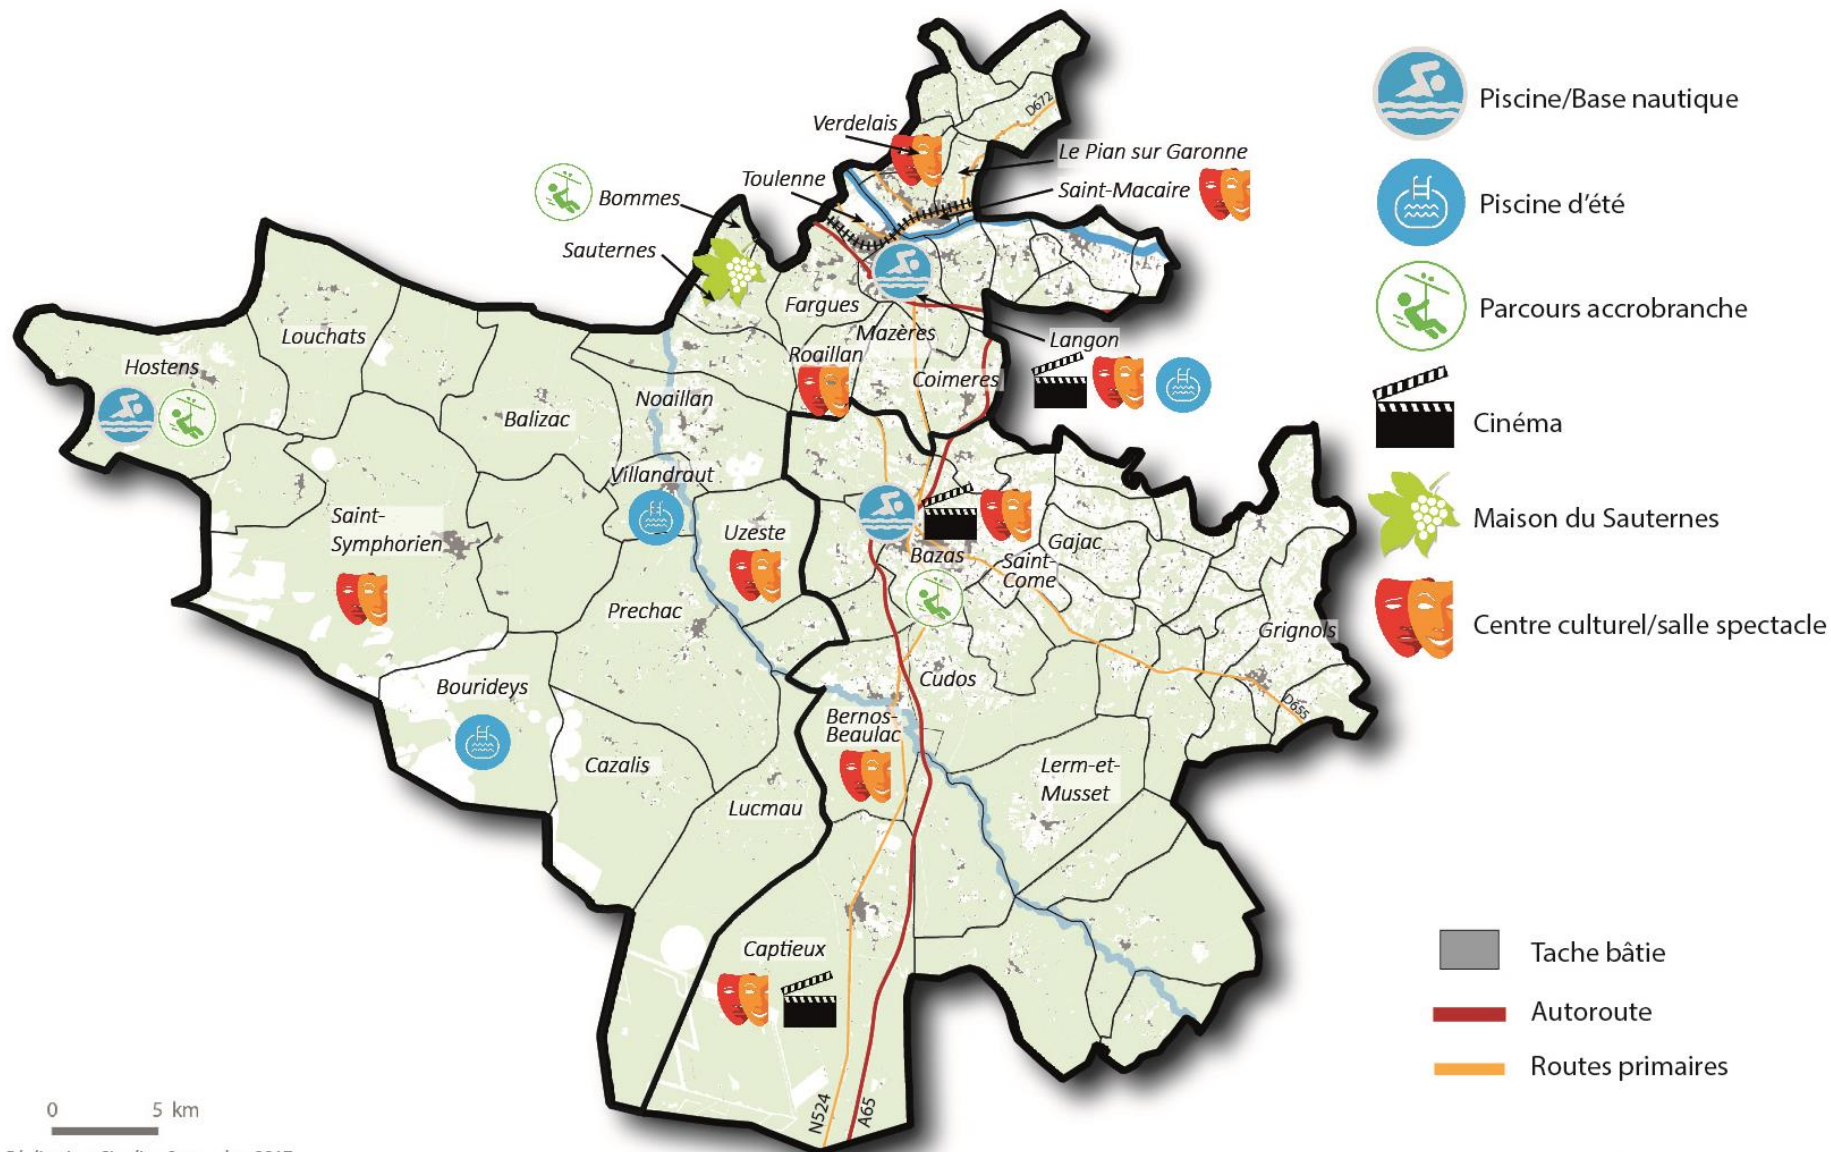 D672
Verdelais
Le Pian sur Garonne
Toulenne
Saint-Macaire
Bommes
Sauternes
Fargues
Mazères
Langon
Louchats
Roaillan
Hostens
Coimeres
Noaillan
Balizac
Villandraut
Saint-
Symphorien
Uzeste
Gajac
Bazas
Saint-
Come
Prechac
Grignols
Cudos
Bourideys
D655
Bernos-
Beaulac
Cazalis
Lerm-et-
Musset
Lucmau
Captieux
N524
A65
0 5 km
Piscine/Base nautique
Piscine d'été
Parcours accrobranche
Cinéma
Maison du Sauternes
Centre culturel/salle spectacle
Tache bâtie
Autoroute
Routes primaires